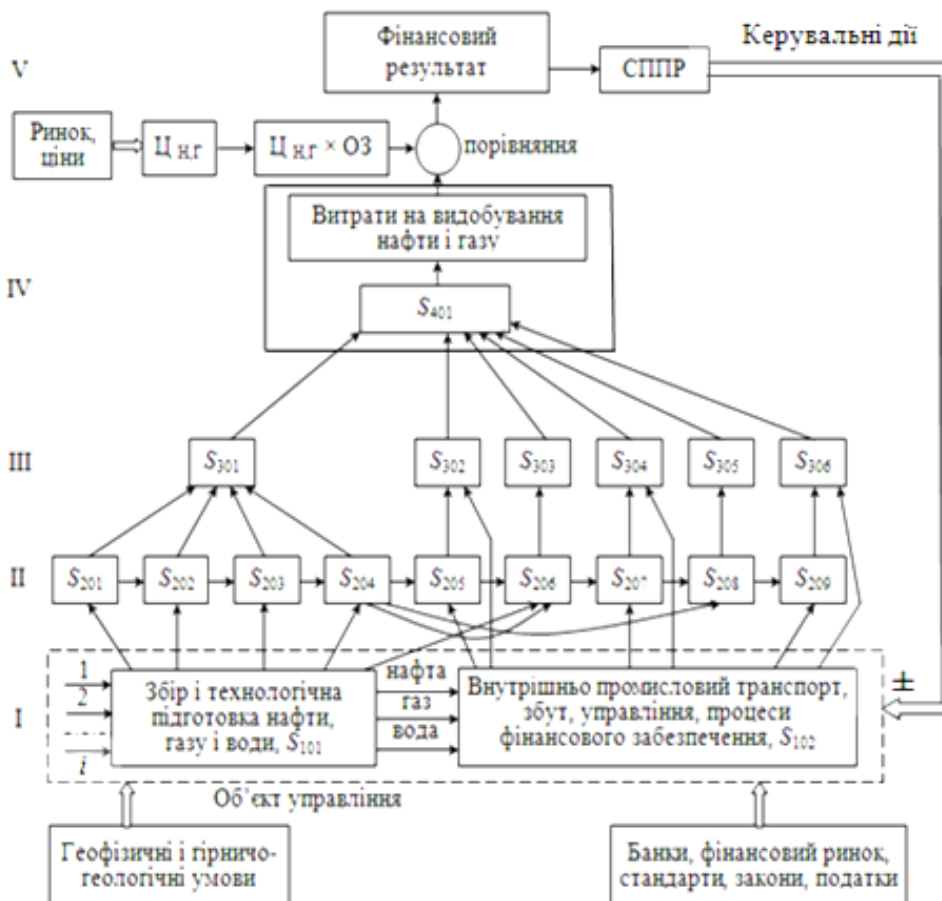 Фінансовий
результат
Керувальні дії
V
СППР
Ринок,
ціни
Ц Н,Г
Ц Н,Г × ОЗ
порівняння
Витрати на видобування
нафти і газу
IV
S401
III
S301
S302
S303
S304
S305
S306
II
S201
S202
S203
S204
S205
S206
S207
S208
S209
I
1
2
i
Збір і технологічна
підготовка нафти,
газу і води, S101
нафта
газ
вода
Внутрішньо промисловий транспорт,
збут, управління, процеси
фінансового забезпечення, S102
±
Об’єкт управління
Геофізичні і гірничо-
геологічні умови
Банки, фінансовий ринок,
стандарти, закони, податки